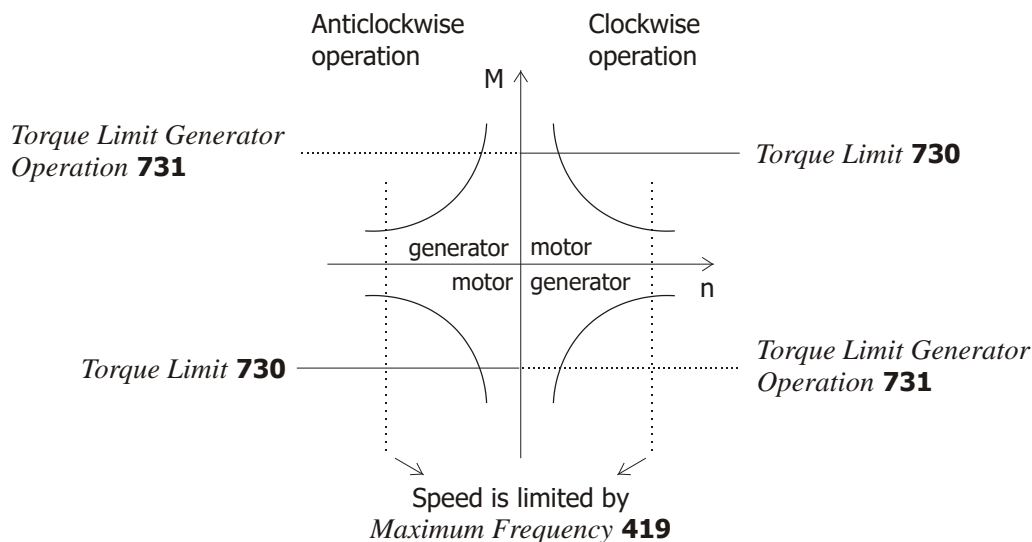 Anticlockwise
operation
Clockwise
operation
M
Torque Limit Generator
Operation 731
Torque Limit 730
generator
motor
motor
generator
n
Torque Limit 730
Torque Limit Generator
Operation 731
Speed is limited by
Maximum Frequency 419